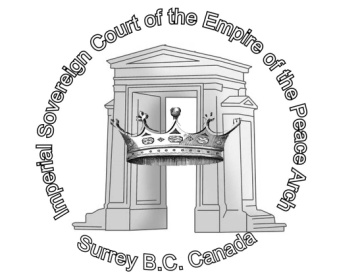 Imperial Sovereign Court of the Empire of the Peace Arch
Surrey B.C. Canada